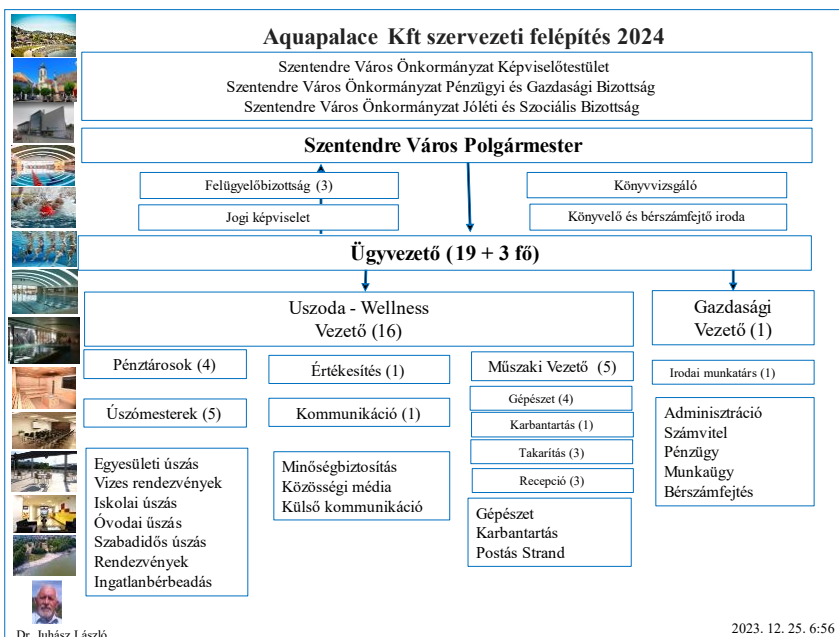 Aquapalace Kft szervezeti felépítés 2024
Szentendre Város Önkormányzat Képviselőtestület
Szentendre Város Önkormányzat Pénzügyi és Gazdasági Bizottság
Szentendre Város Önkormányzat Jóléti és Szociális Bizottság
Szentendre Város Polgármester
Felügyelőbizottság (3)
Könyvvizsgáló
Jogi képviselet
Könyvelő és bérszámfejtő iroda
Ügyvezető (19 + 3 fő)
Uszoda - Wellness
Vezető (16)
Gazdasági
Vezető (1)
Pénztárosok (4)
Úszómesterek (5)
Egyesületi úszás
Vizes rendezvények
Iskolai úszás
Óvodai űszás
Szabadidős úszás
Rendezvények
Ingatlanbérbeadás
Értékesítés (1)
Kommunikáció (1)
Minőségbiztosítás
Közösségi média
Külső kommunikáció
Műszaki Vezető (5)
Gépészet (4)
Karbantartás (1)
Takarítás (3)
Recepció (3)
Gépészet
Karbantartás
Postás Strand
Irodai munkatárs (1)
Adminisztráció
Számvitel
Pénzügy
Munkaügy
Bérszámfejtés
Dr. Juhász László
2023. 12. 25. 6:56